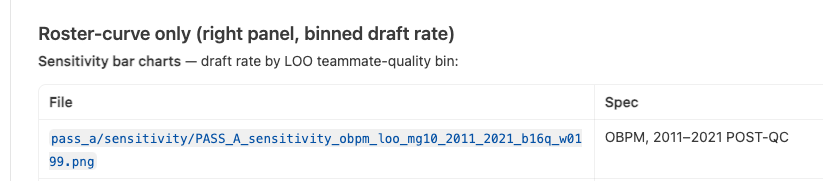 Roster-curve only (right panel, binned draft rate)
Sensitivity bar charts — draft rate by LOO teammate-quality bin:
File
Spec
pass_a/sensitivity/PASS_A_sensitivity_obpm_loo_mg10_2011_2021_b16q_w01
99.png
OBPM, 2011–2021 POST-QC